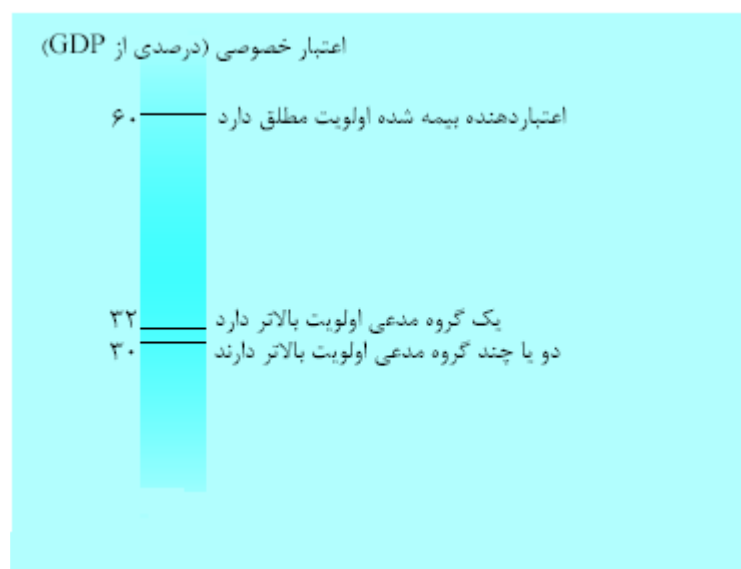 اعتبار خصوصی (درصدی از GDP)
۶۰ اعتباردهنده بیمه شده اولویت مطلق دارد
۳۲ یک گروه مدعی اولویت بالاتر دارد
۳۰ دو یا چند گروه مدعی اولویت بالاتر دارند